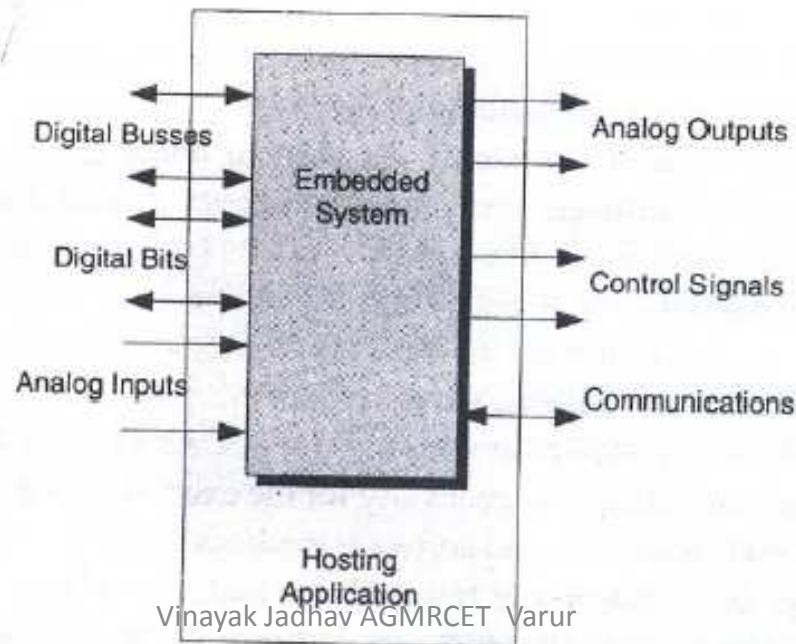 Digital Busses
Analog Outputs
Embedded
System
Digital Bits
Control Signals
Analog Inputs
Communications
Hosting
Application
Vinayak Jadhav AGMRCET Varur